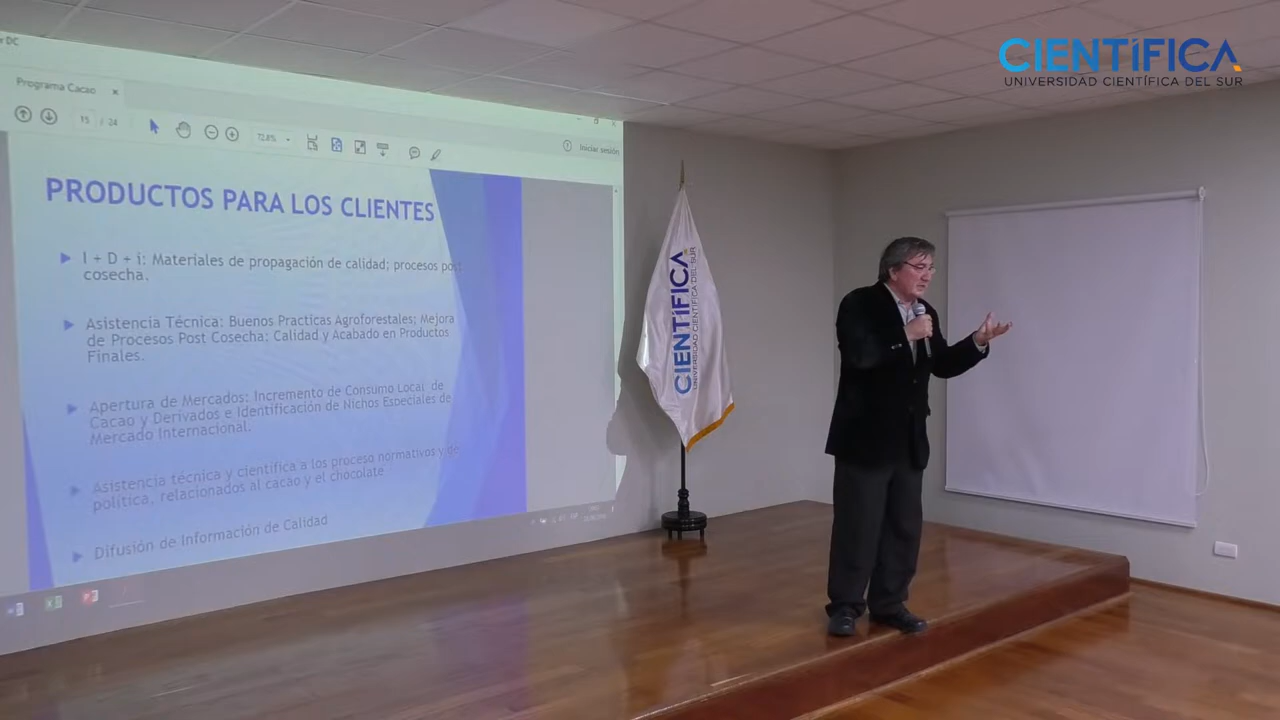 CIENTÍFICA
UNIVERSIDAD CIENTÍFICA DEL SUR
DC
Programa Cacao
15 / 24
72.8%
Iniciar sesión
PRODUCTOS PARA LOS CLIENTES
I + D + i: Materiales de propagación de calidad; procesos post
cosecha.
Asistencia Técnica: Buenos Practicas Agroforestales; Mejora
de Procesos Post Cosecha; Calidad y Acabado en Productos
Finales.
Apertura de Mercados: Incremento de Consumo Local de
Cacao y Derivados e Identificación de Nichos Especiales de
Mercado Internacional.
Asistencia técnica y científica a los proceso normativos y de
política, relacionados al cacao y el chocolate
Difusión de Información de Calidad
CIENTÍFICA
UNIVERSIDAD CIENTÍFICA DEL SUR